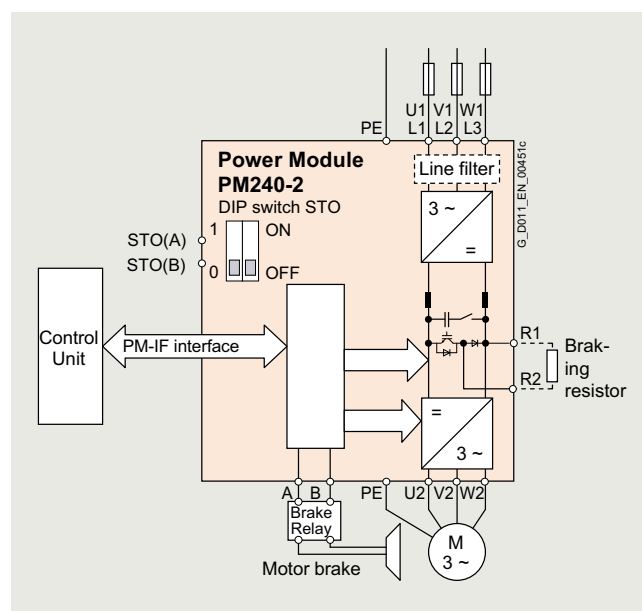 U1 V1 W1
PE L1 L2 L3
Power Module
PM240-2
DIP switch STO
Line filter
G_D011_EN_00451c
3 ~
=
STO(A)
STO(B)
1
0
ON
OFF
Control
Unit
PM-IF interface
R1
R2
Brak-
ing
resistor
=
3 ~
A B PE U2 V2 W2
Brake
Relay
Motor brake
M
3 ~